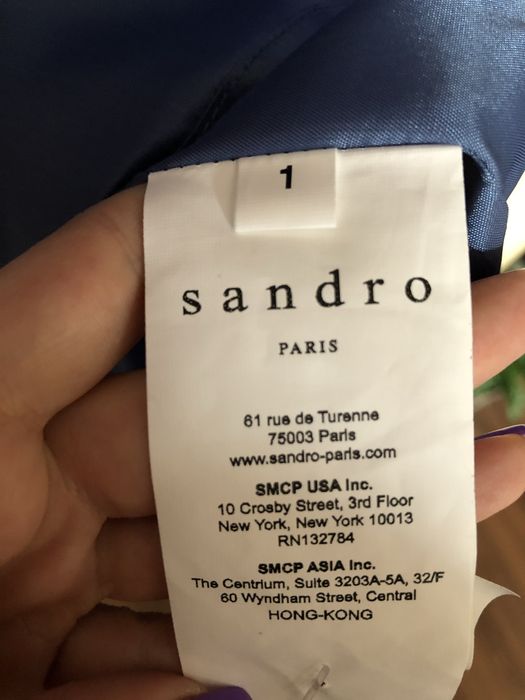 1
sandro
PARIS
61 rue de Turenne
75003 Paris
www.sandro-paris.com
SMCP USA Inc.
10 Crosby Street, 3rd Floor
New York, New York 10013
RN132784
SMCP ASIA Inc.
The Centrium, Suite 3203A-5A, 32/F
60 Wyndham Street, Central
HONG-KONG